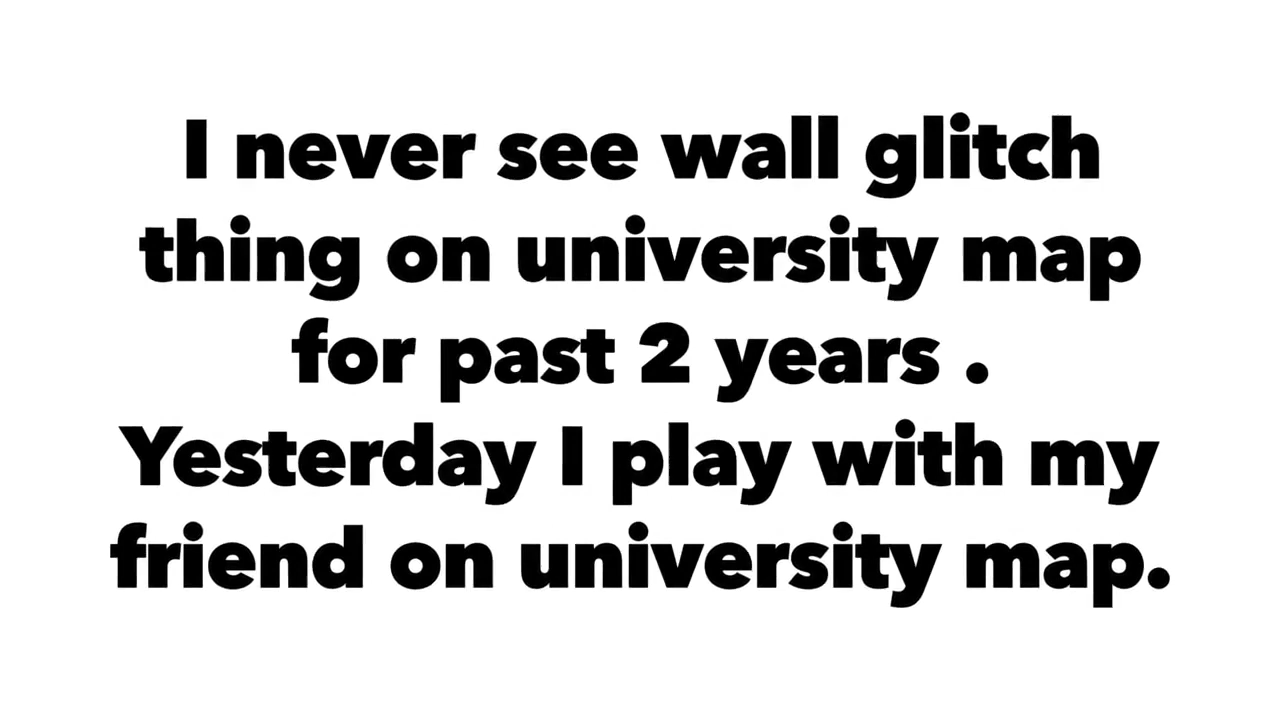 I never see wall glitch
thing on university map
for past 2 years .
Yesterday I play with my
friend on university map.